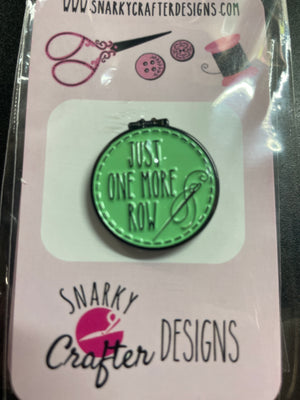 www.SNARKYCRAFTERDESIGNS.COM
JUST
ONE MORE
ROW
SNARKY
Crafter DESIGNS